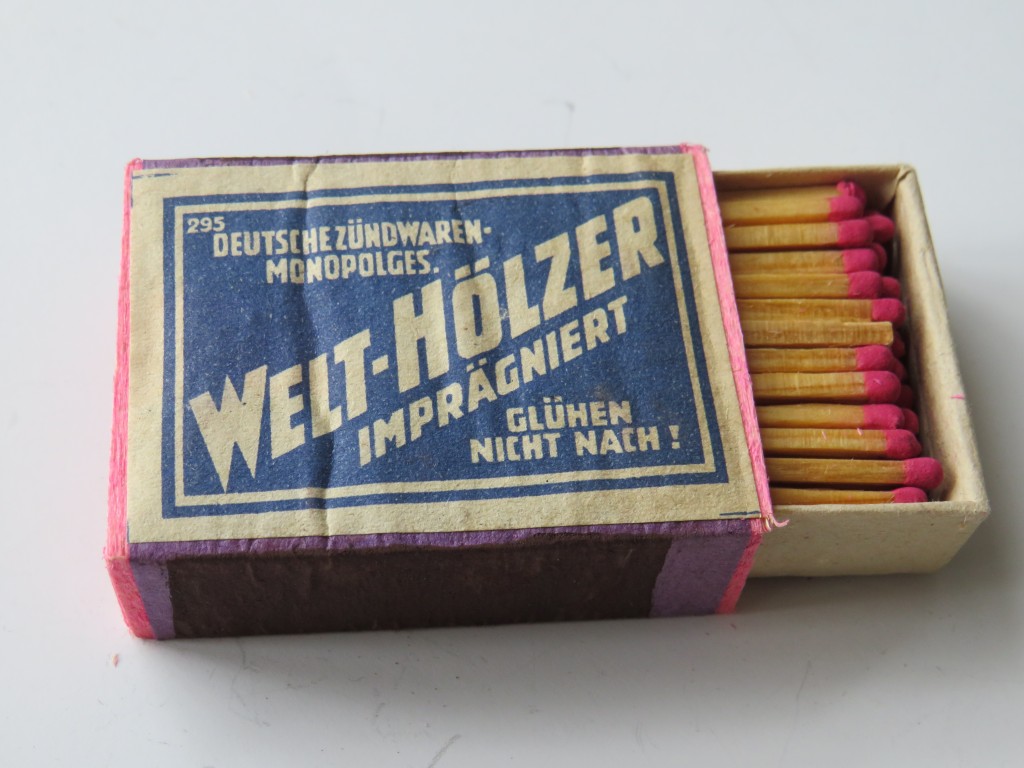 295
DEUTSCHE ZÜNDWAREN-
MONOPOLGES.
WELT-HÖLZER
IMPRÄGNIERT
GLÜHEN
NICHT NACH!